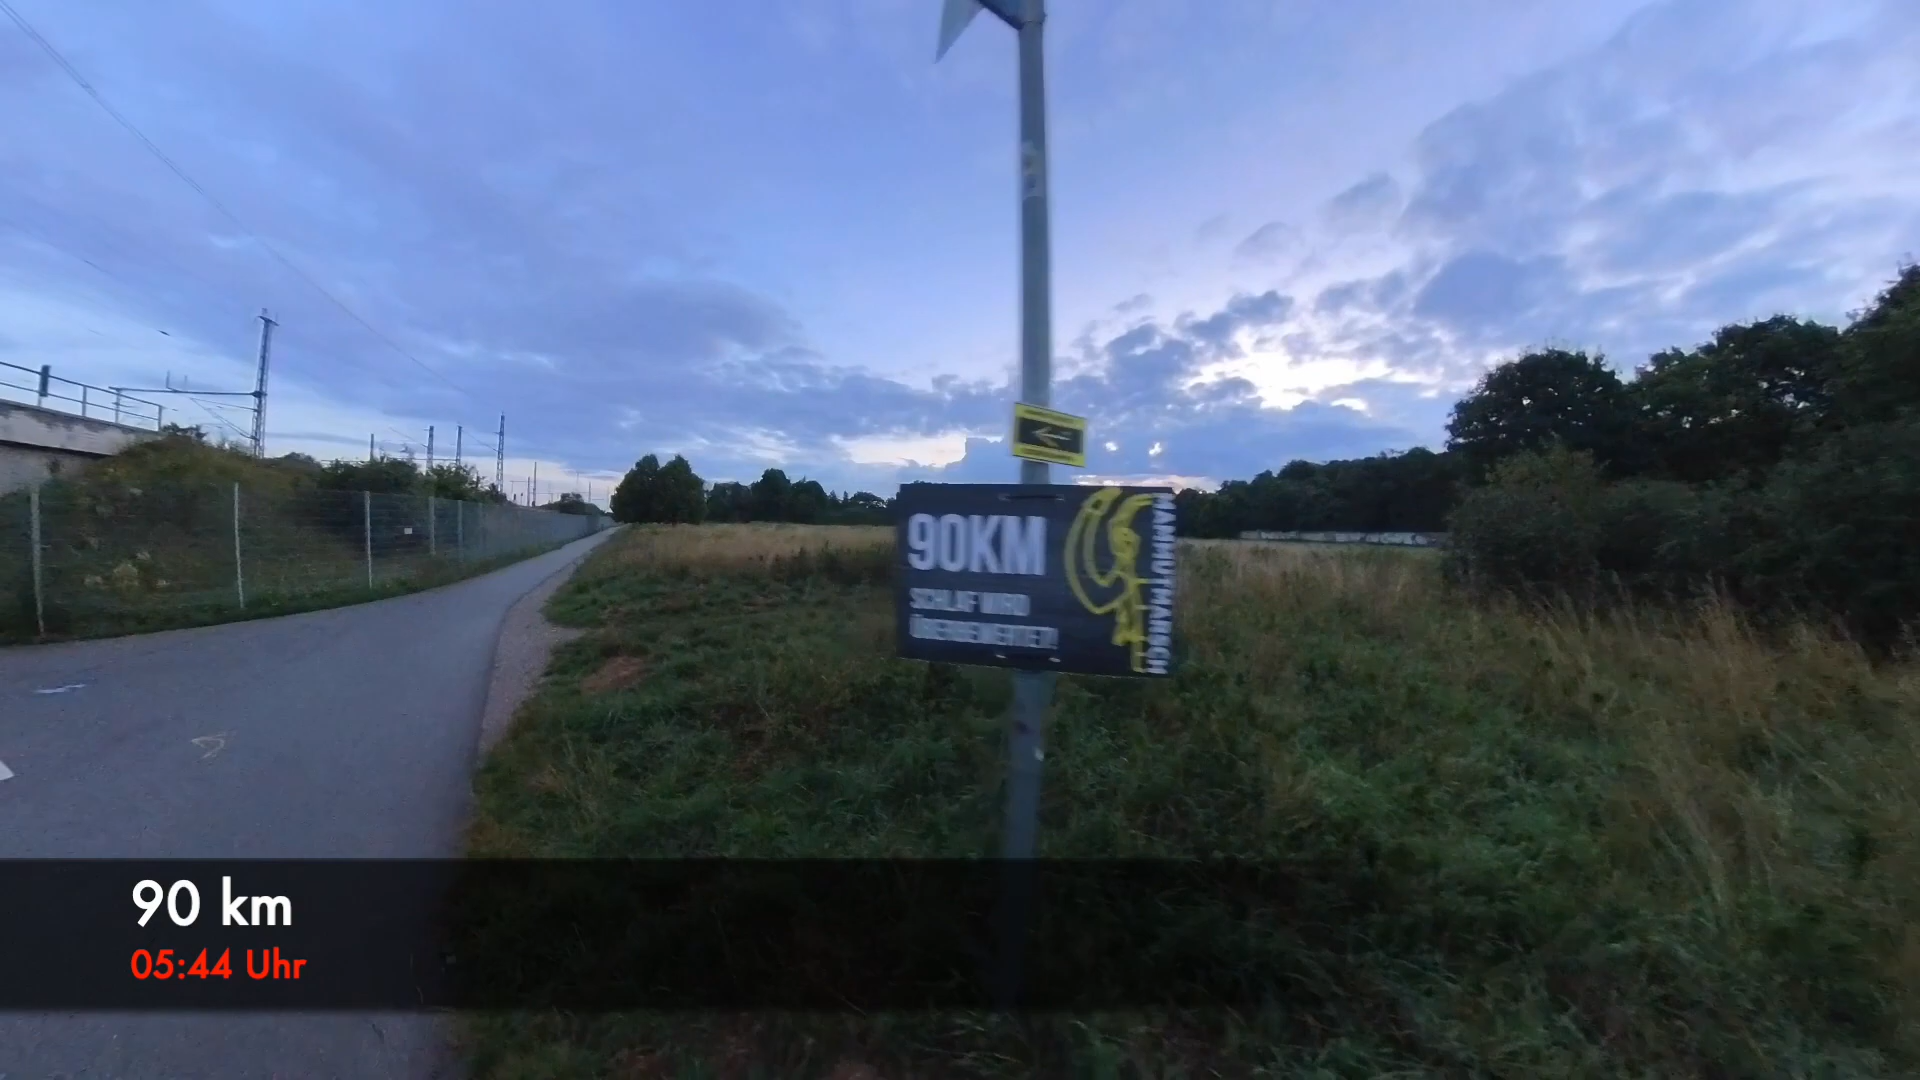 90KM
SCHLAF WIRD
ÜBERBEWERTET!
MAMMUTMARSCH
90 km
05:44 Uhr